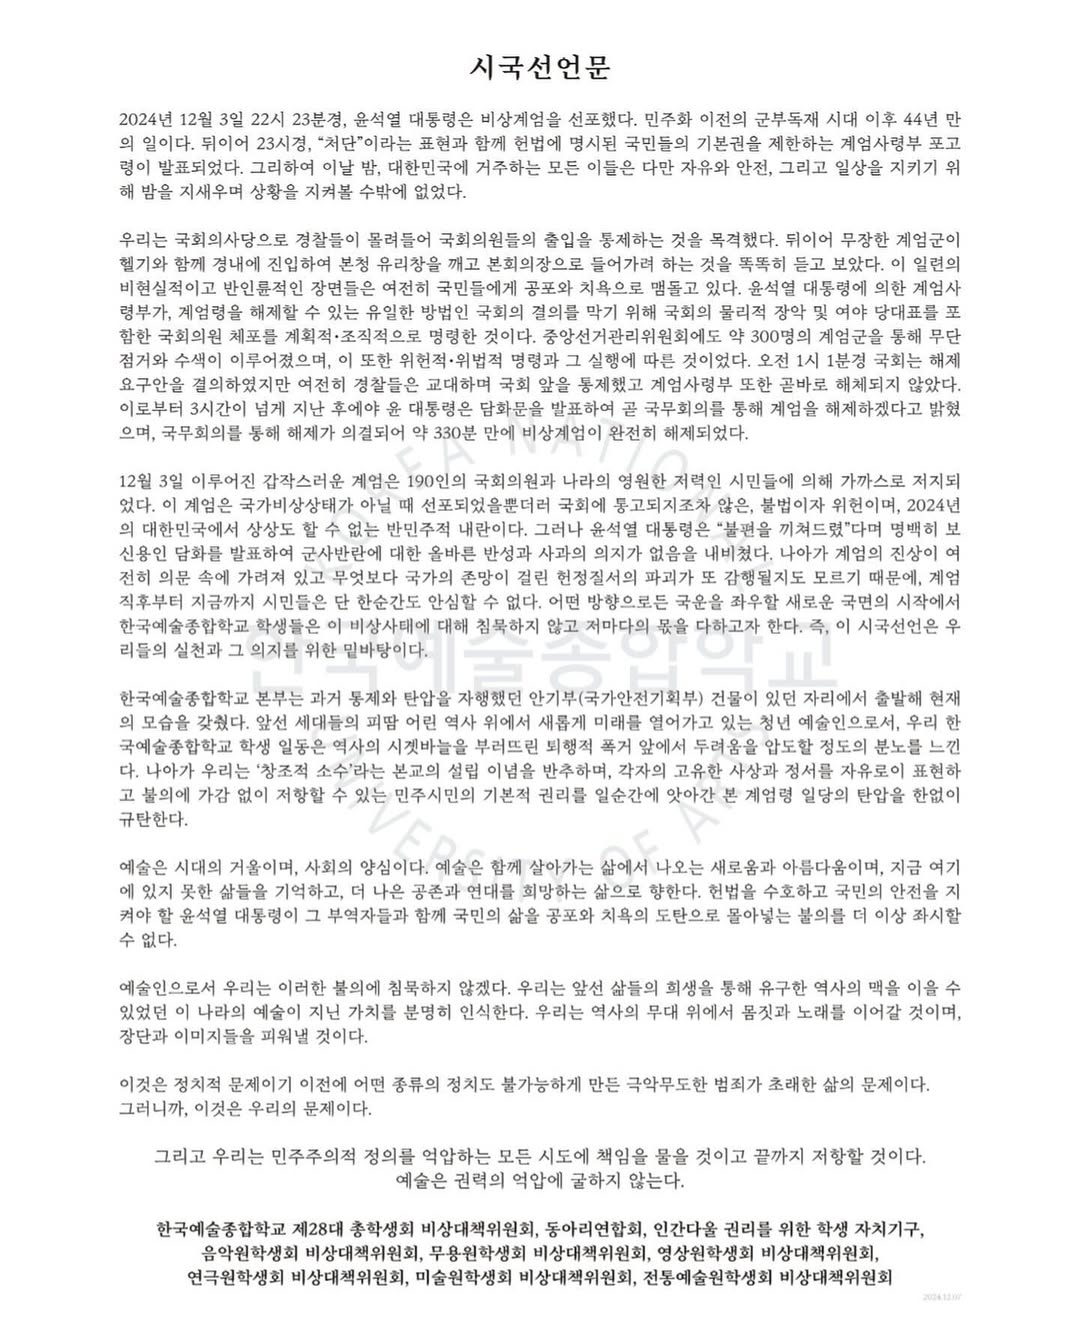 시국선언문
2024년 12월 3일 22시 23분경, 윤석열 대통령은 비상계엄을 선포했다. 민주화 이전의 군부독재 시대 이후 44년 만
의 일이다. 뒤이어 23시경, “처단”이라는 표현과 함께 헌법에 명시된 국민들의 기본권을 제한하는 계엄사령부 포고
령이 발표되었다. 그리하여 이날 밤, 대한민국에 거주하는 모든 이들은 다만 자유와 안전, 그리고 일상을 지키기 위
해 밤을 지새우며 상황을 지켜볼 수밖에 없었다.
우리는 국회의사당으로 경찰들이 몰려들어 국회의원들의 출입을 통제하는 것을 목격했다. 뒤이어 무장한 계엄군이
헬기와 함께 경내에 진입하여 본청 유리창을 깨고 본회의장으로 들어가려 하는 것을 똑똑히 듣고 보았다. 이 일련의
비현실적이고 반인륜적인 장면들은 여전히 국민들에게 공포와 치욕으로 맴돌고 있다. 윤석열 대통령에 의한 계엄사
령부가, 계엄령을 해제할 수 있는 유일한 방법인 국회의 결의를 막기 위해 국회의 물리적 장악 및 여야 당대표를 포
함한 국회의원 체포를 계획적·조직적으로 명령한 것이다. 중앙선거관리위원회에도 약 300명의 계엄군을 통해 무단
점거와 수색이 이루어졌으며, 이 또한 위헌적·위법적 명령과 그 실행에 따른 것이었다. 오전 1시 1분경 국회는 해제
요구안을 결의하였지만 여전히 경찰들은 교대하며 국회 앞을 통제했고 계엄사령부 또한 곧바로 해체되지 않았다.
이로부터 3시간이 넘게 지난 후에야 윤 대통령은 담화문을 발표하여 곧 국무회의를 통해 계엄을 해제하겠다고 밝혔
으며, 국무회의를 통해 해제가 의결되어 약 330분 만에 비상계엄이 완전히 해제되었다.
12월 3일 이루어진 갑작스러운 계엄은 190인의 국회의원과 나라의 영원한 저력인 시민들에 의해 가까스로 저지되
었다. 이 계엄은 국가비상상태가 아닐 때 선포되었을뿐더러 국회에 통고되지조차 않은, 불법이자 위헌이며, 2024년
의 대한민국에서 상상도 할 수 없는 반민주적 내란이다. 그러나 윤석열 대통령은 “불편을 끼쳐드렸”다며 명백히 보
신용인 담화를 발표하여 군사반란에 대한 올바른 반성과 사과의 의지가 없음을 내비쳤다. 나아가 계엄의 진상이 여
전히 의문 속에 가려져 있고 무엇보다 국가의 존망이 걸린 헌정질서의 파괴가 또 감행될지도 모르기 때문에, 계엄
직후부터 지금까지 시민들은 단 한순간도 안심할 수 없다. 어떤 방향으로든 국운을 좌우할 새로운 국면의 시작에서
한국예술종합학교 학생들은 이 비상사태에 대해 침묵하지 않고 저마다의 몫을 다하고자 한다. 즉, 이 시국선언은 우
리들의 실천과 그 의지를 위한 밑바탕이다.
한국예술종합학교 본부는 과거 통제와 탄압을 자행했던 안기부(국가안전기획부) 건물이 있던 자리에서 출발해 현재
의 모습을 갖췄다. 앞선 세대들의 피땀 어린 역사 위에서 새롭게 미래를 열어가고 있는 청년 예술인으로서, 우리 한
국예술종합학교 학생 일동은 역사의 시곗바늘을 부러뜨린 퇴행적 폭거 앞에서 두려움을 압도할 정도의 분노를 느낀
다. 나아가 우리는 ‘창조적 소수’라는 본교의 설립 이념을 반추하며, 각자의 고유한 사상과 정서를 자유로이 표현하
고 불의에 가감 없이 저항할 수 있는 민주시민의 기본적 권리를 일순간에 앗아간 본 계엄령 일당의 탄압을 한없이
규탄한다.
예술은 시대의 거울이며, 사회의 양심이다. 예술은 함께 살아가는 삶에서 나오는 새로움과 아름다움이며, 지금 여기
에 있지 못한 삶들을 기억하고, 더 나은 공존과 연대를 희망하는 삶으로 향한다. 헌법을 수호하고 국민의 안전을 지
켜야 할 윤석열 대통령이 그 부역자들과 함께 국민의 삶을 공포와 치욕의 도탄으로 몰아넣는 불의를 더 이상 좌시할
수 없다.
예술인으로서 우리는 이러한 불의에 침묵하지 않겠다. 우리는 앞선 삶들의 희생을 통해 유구한 역사의 맥을 이을 수
있었던 이 나라의 예술이 지닌 가치를 분명히 인식한다. 우리는 역사의 무대 위에서 몸짓과 노래를 이어갈 것이며,
장단과 이미지들을 피워낼 것이다.
이것은 정치적 문제이기 이전에 어떤 종류의 정치도 불가능하게 만든 극악무도한 범죄가 초래한 삶의 문제이다.
그러니까, 이것은 우리의 문제이다.
그리고 우리는 민주주의적 정의를 억압하는 모든 시도에 책임을 물을 것이고 끝까지 저항할 것이다.
예술은 권력의 억압에 굴하지 않는다.
한국예술종합학교 제28대 총학생회 비상대책위원회, 동아리연합회, 인간다울 권리를 위한 학생 자치기구,
음악원학생회 비상대책위원회, 무용원학생회 비상대책위원회, 영상원학생회 비상대책위원회,
연극원학생회 비상대책위원회, 미술원학생회 비상대책위원회, 전통예술원학생회 비상대책위원회
2024.12.07
KOREA NATIONAL
한국예술종합학교
UNIVERSITY OF ARTS